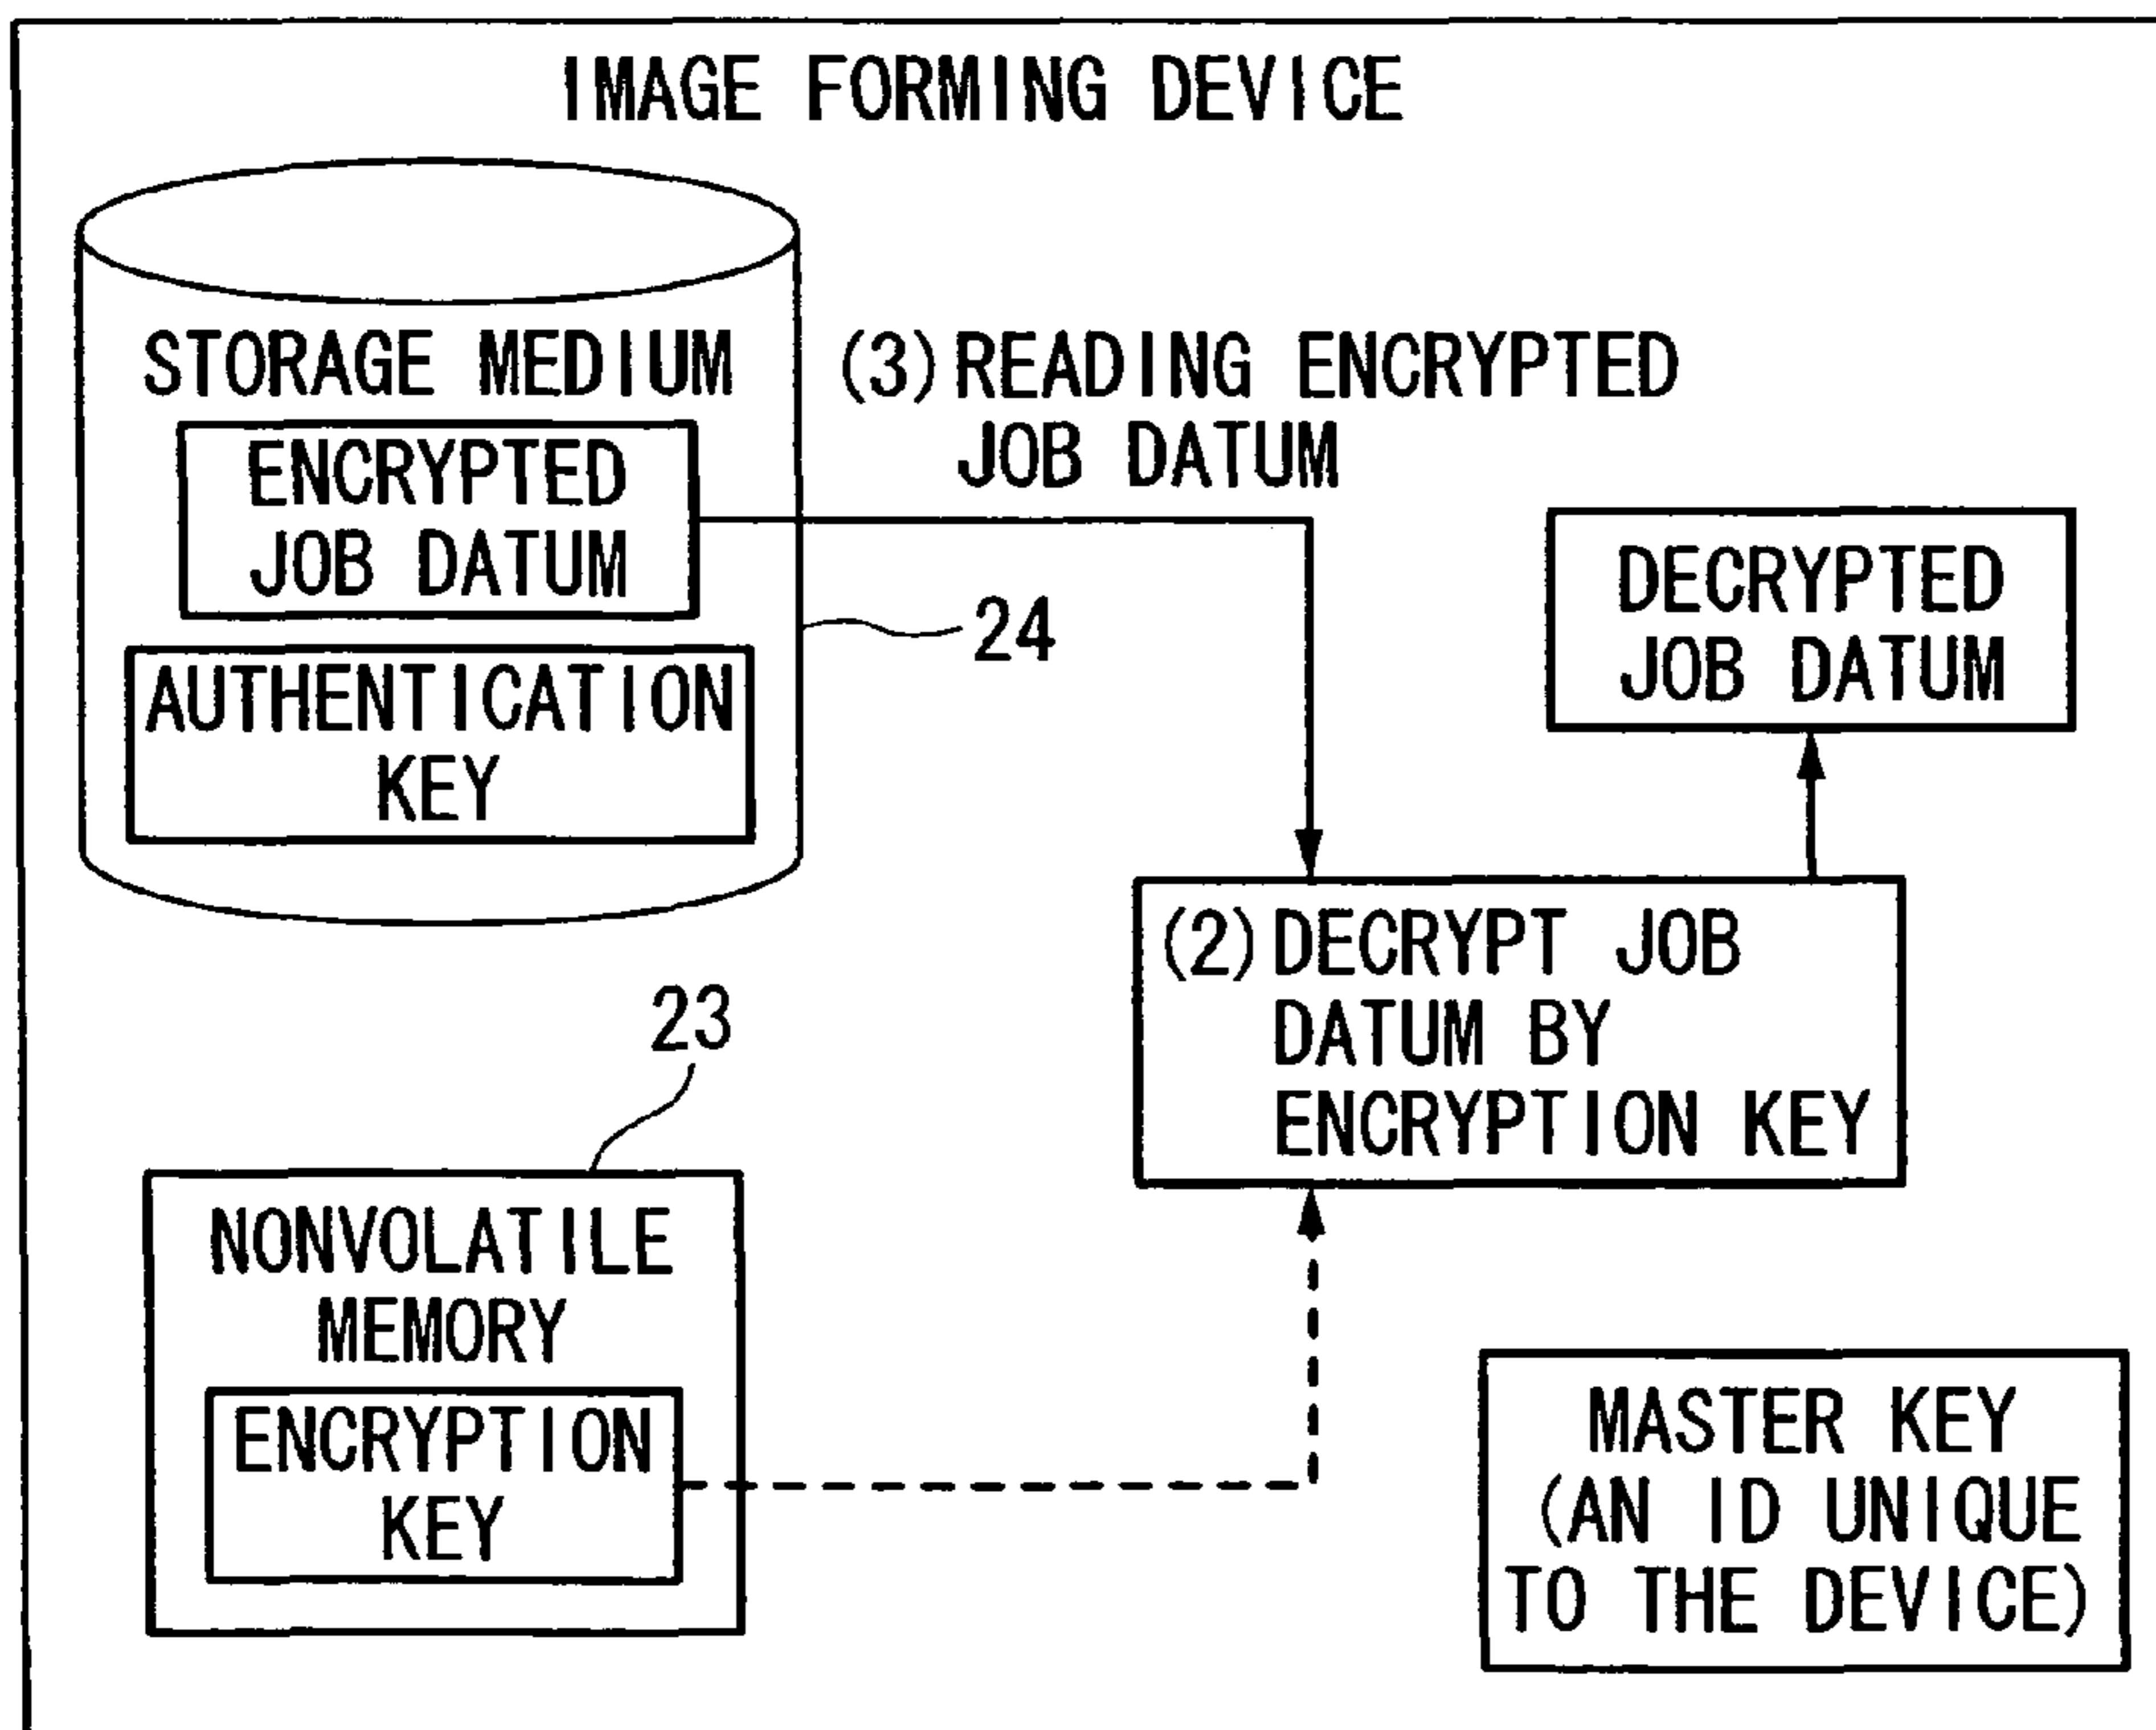 IMAGE FORMING DEVICE
STORAGE MEDIUM
ENCRYPTED
JOB DATUM
AUTHENTICATION
KEY
24
(3) READING ENCRYPTED
JOB DATUM
DECRYPTED
JOB DATUM
(2) DECRYPT JOB
DATUM BY
ENCRYPTION KEY
23
NONVOLATILE
MEMORY
ENCRYPTION
KEY
MASTER KEY
(AN ID UNIQUE
TO THE DEVICE)